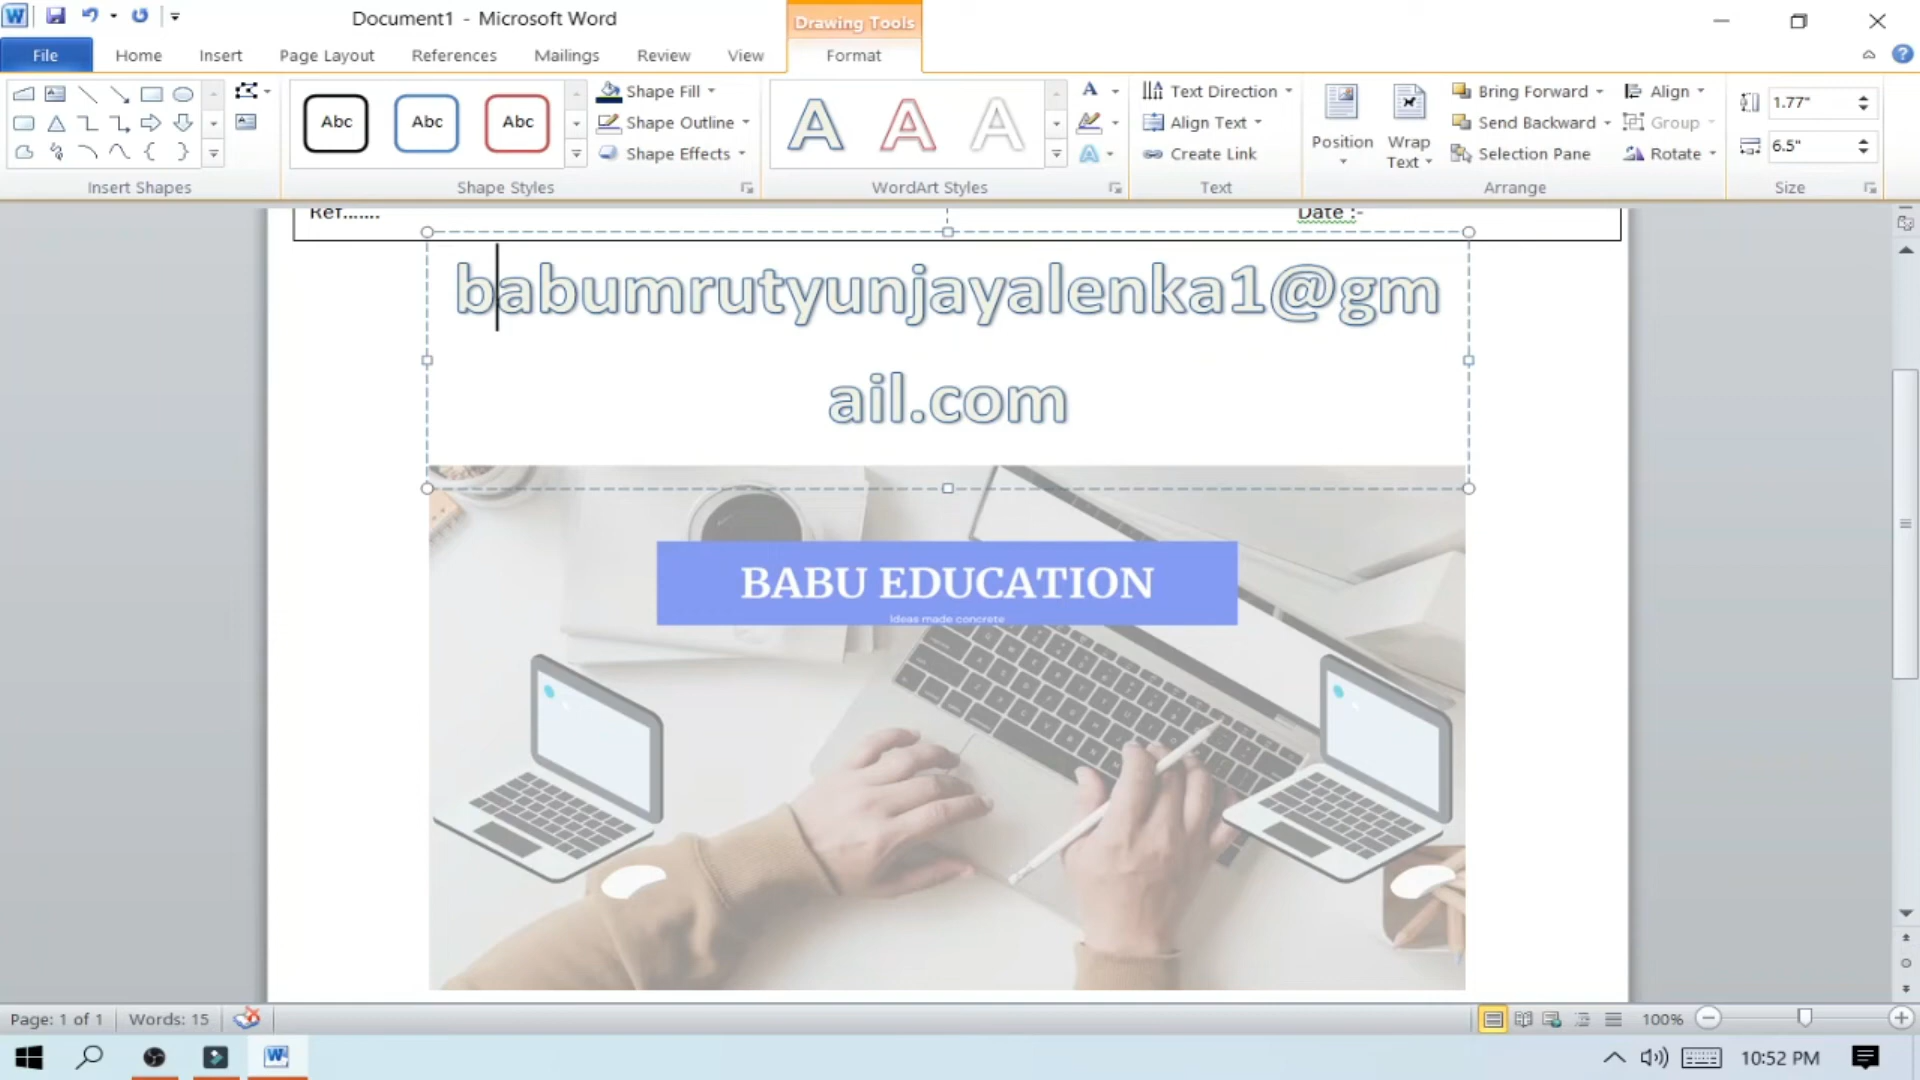 Document1 - Microsoft Word
Drawing Tools
File
Home
Insert
Page Layout
References
Mailings
Review
View
Format
Abc
Abc
Abc
Shape Fill
Shape Outline
Shape Effects
Text Direction
Align Text
Create Link
Position
Wrap
Text
Bring Forward
Send Backward
Selection Pane
Align
Group
Rotate
1.77"
6.5"
Insert Shapes
Shape Styles
WordArt Styles
Text
Arrange
Size
Ref.......
Date :-
babumrutyunjayalenka1@gm
ail.com
BABU EDUCATION
Ideas made concrete
Page: 1 of 1
Words: 15
100%
10:52 PM